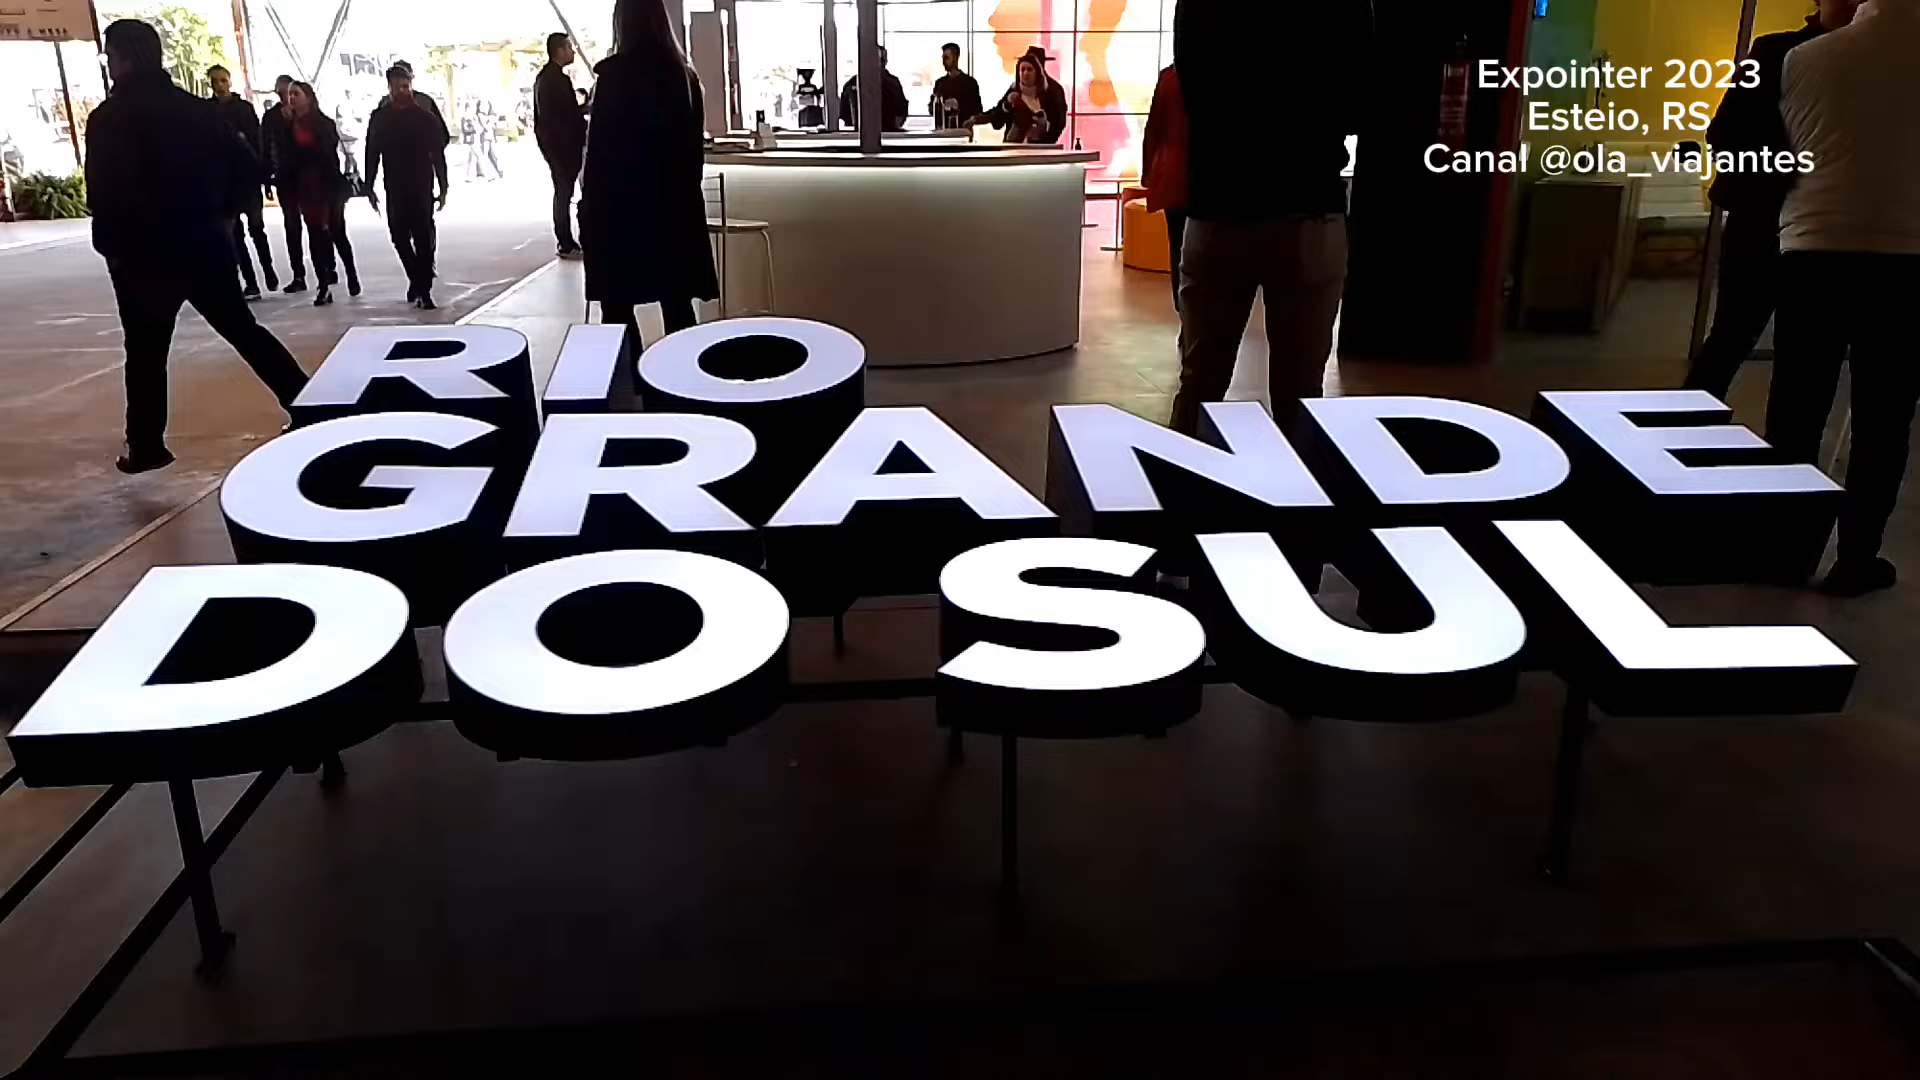 Expointer 2023
Esteio, RS
Canal @ola_viajantes
RIO
GRANDE
DO SUL